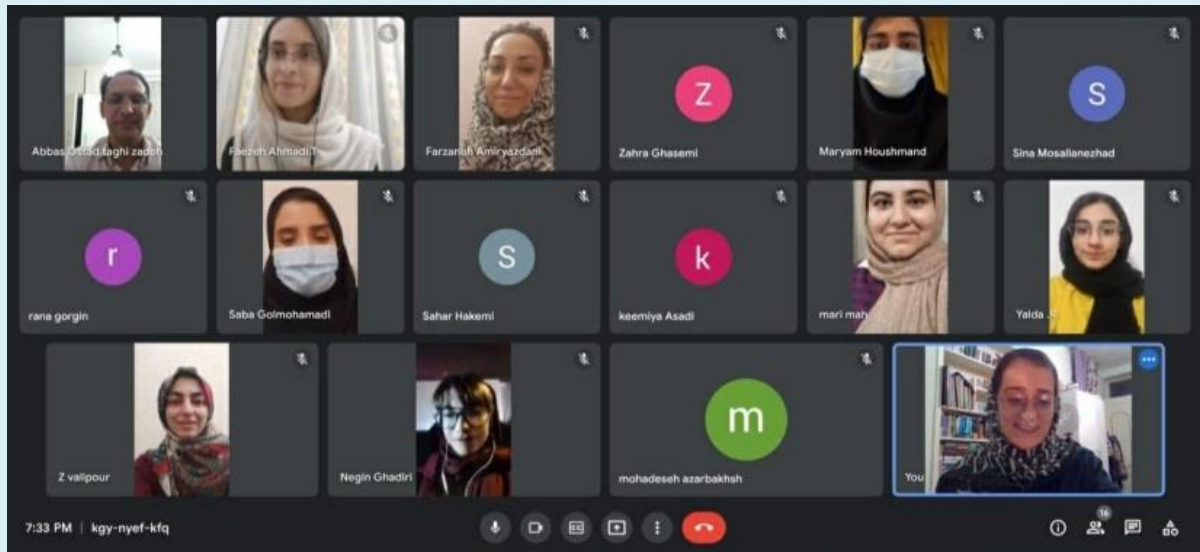 Abbas Ostad taghi zadeh
Faezeh Ahmadi 1
Farzaneh Amiryazdani
Z
Zahra Ghasemi
Maryam Houshmand
S
Sina Mosallanezhad
r
rana gorgin
Saba Golmohamadi
S
Sahar Hakemi
k
keemiya Asadi
mari mah
Yalda
Z valipour
Negin Ghadiri
m
mohadeseh azarbakhsh
You
7:33 PM | kgy-nyef-kfq
CC
16